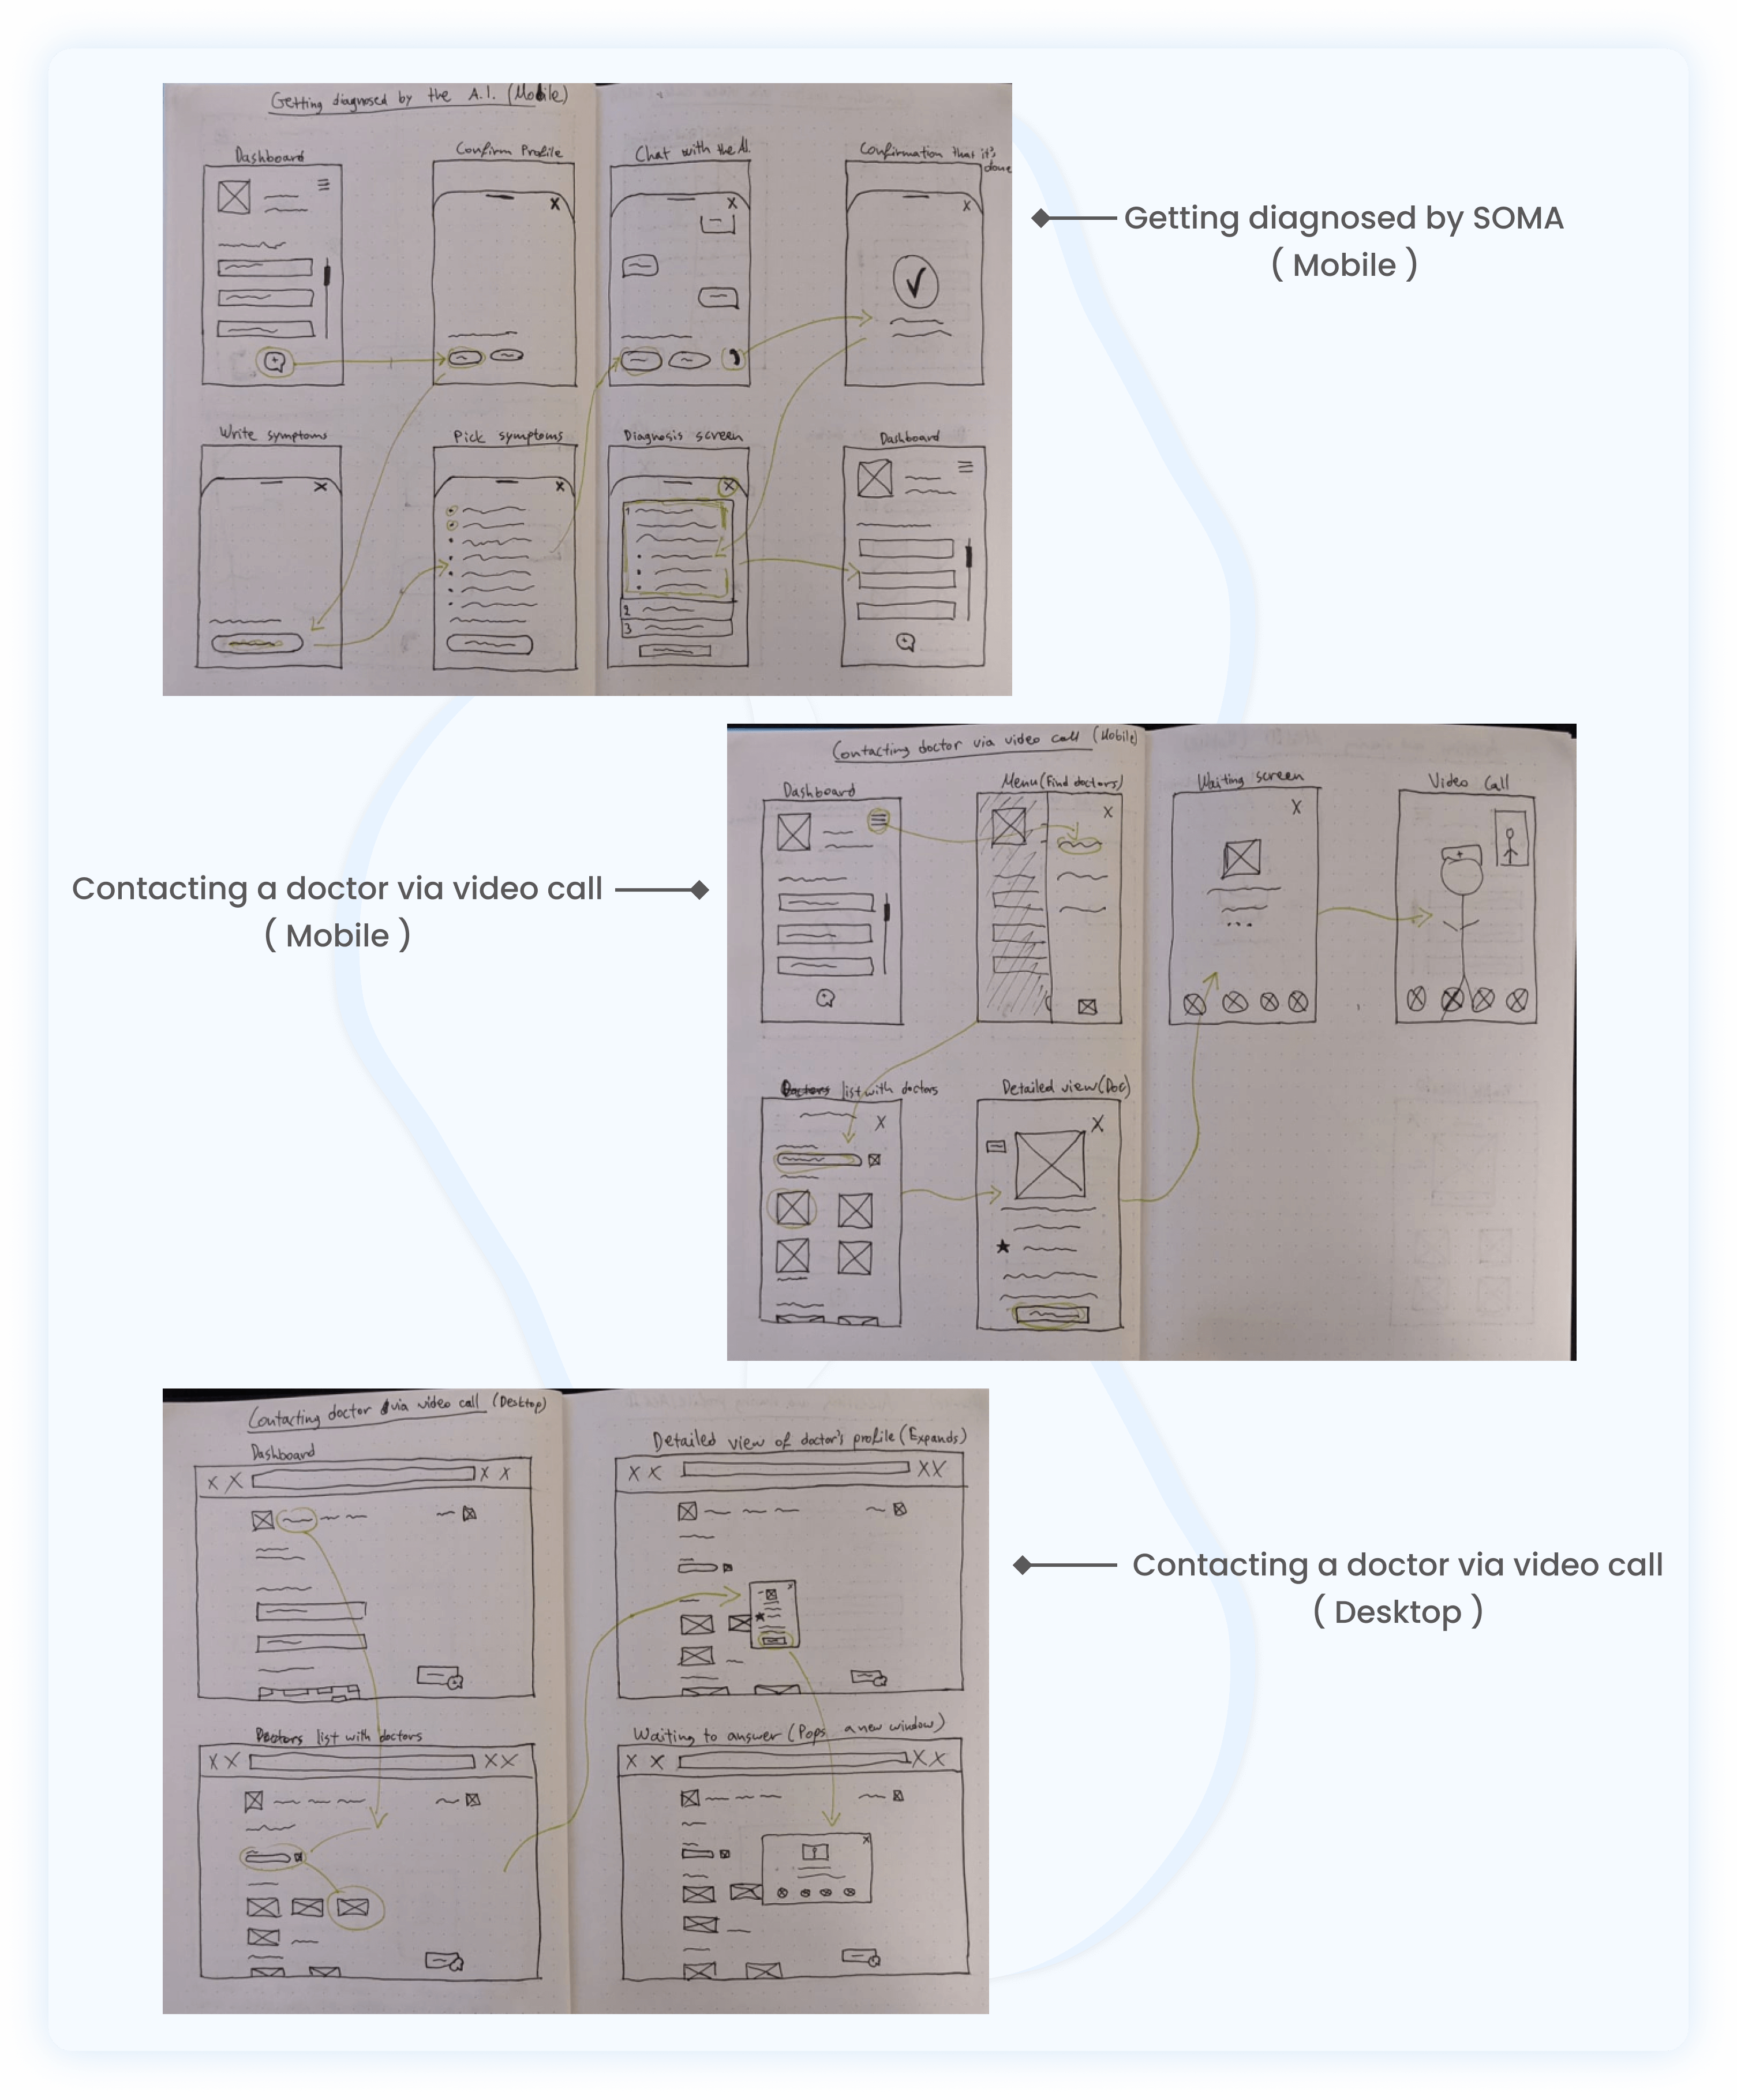 Getting diagnosed by the A.I. (Mobile)
Dashboard
Confirm Profile
Chat with the A.I.
Confirmation that it's
done
Write symptoms
Pick symptoms
Diagnosis screen
1
2
3
Dashboard
Getting diagnosed by SOMA
( Mobile )
Contacting doctor via video call (Mobile)
Dashboard
Menu(Find doctors)
Waiting screen
Video Call
Doctors list with doctors
Detailed view(Doc)
Contacting a doctor via video call
( Mobile )
Contacting doctor via video call (Desktop)
Dashboard
Detailed view of doctor's profile(Expands)
Doctors list with doctors
Waiting to answer (Pops a new window)
Contacting a doctor via video call
( Desktop )